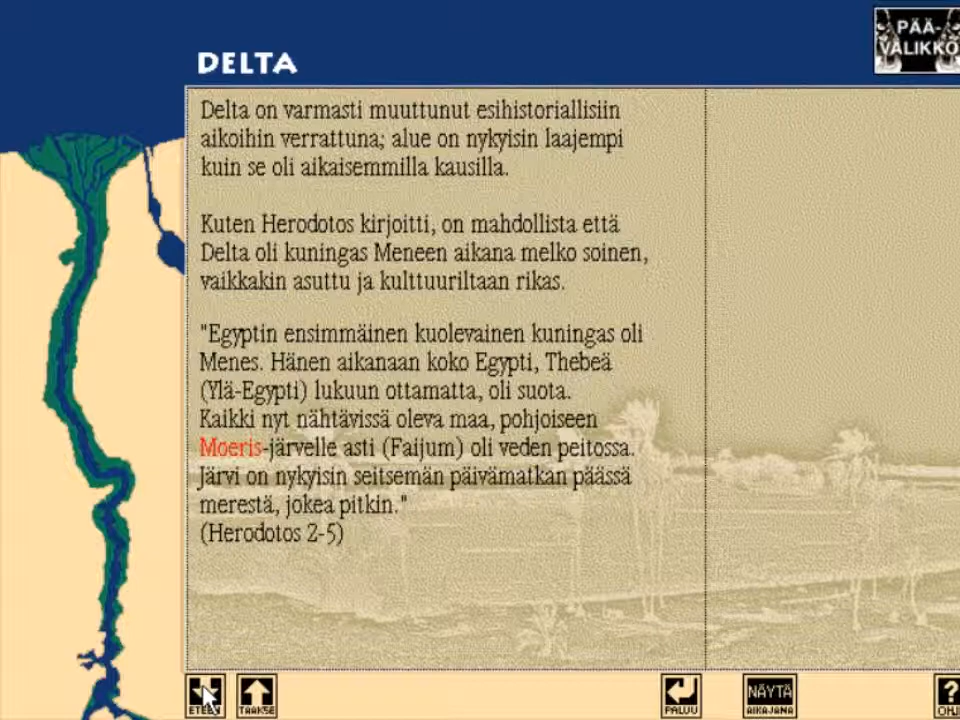 PÄÄ-
VALIKKO
DELTA
Delta on varmasti muuttunut esihistoriallisiin
aikoihin verrattuna; alue on nykyisin laajempi
kuin se oli aikaisemmilla kausilla.
Kuten Herodotos kirjoitti, on mahdollista että
Delta oli kuningas Meneen aikana melko soinen,
vaikkakin asuttu ja kulttuuriltaan rikas.
"Egyptin ensimmäinen kuolevainen kuningas oli
Menes. Hänen aikanaan koko Egypti, Thebeä
(Ylä-Egypti) lukuun ottamatta, oli suota.
Kaikki nyt nähtävissä oleva maa, pohjoiseen
Moeris-järvelle asti (Faijum) oli veden peitossa.
Järvi on nykyisin seitsemän päivämatkan päässä
merestä, jokea pitkin."
(Herodotos 2-5)
ETEEN TAAKSE PALUU NÄYTÄ ?
AIKAJANA